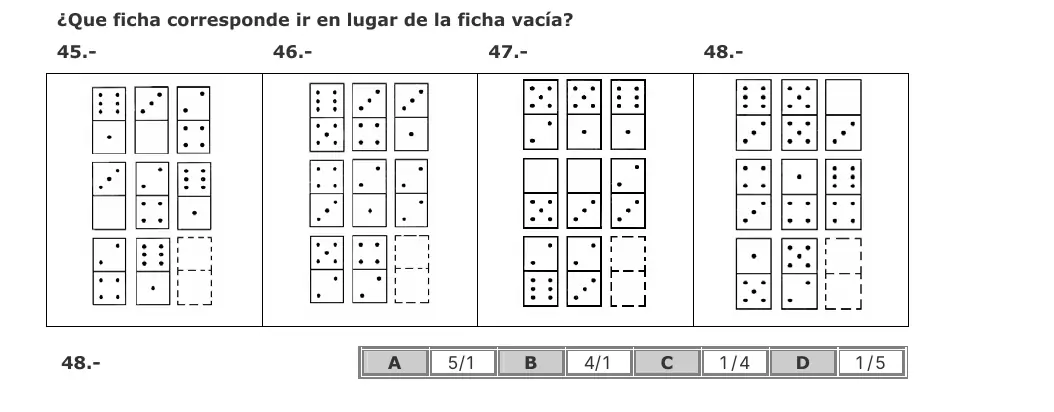 ¿Que ficha corresponde ir en lugar de la ficha vacía?
45.- 46.- 47.- 48.-
48.- A 5/1 B 4/1 C 1/4 D 1/5